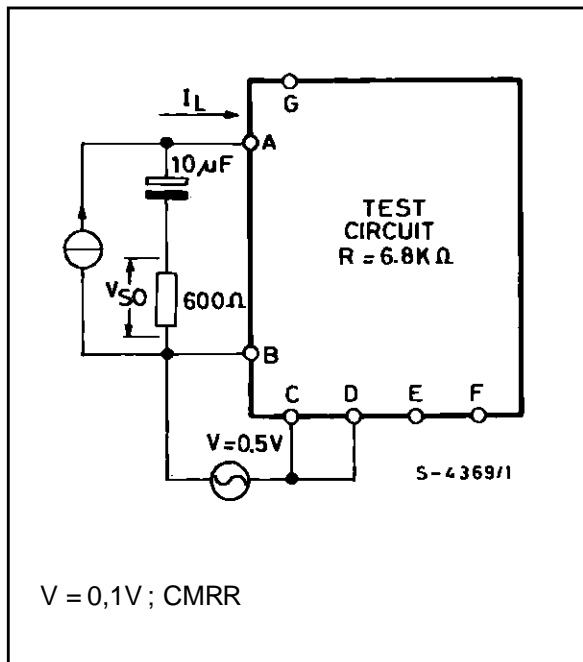 I_L
G
A
10µF
TEST
CIRCUIT
R = 6.8KΩ
V_SO
600Ω
B
C D E F
V=0.5V
S-4369/1
V = 0,1V ; CMRR